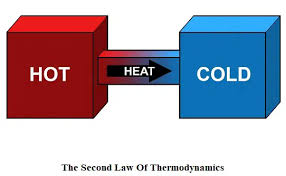 HOT HEAT COLD
The Second Law Of Thermodynamics